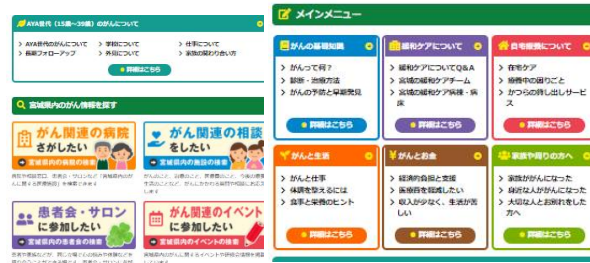 AYA世代（15歳～39歳）のがんについて
AYA世代のがんについて
学校について
仕事について
長期フォローアップ
外見について
家族の関わり合い方
詳細はこちら
宮城県内のがん情報を探す
がん関連の病院
さがしたい
宮城県内の病院の検索
がん関連の相談
をしたい
宮城県内の施設の検索
患者会・サロン
に参加したい
宮城県内の患者会の検索
がん関連のイベント
に参加したい
宮城県内のイベントの検索
メインメニュー
がんの基礎知識
がんって何？
診断・治療方法
がんの予防と早期発見
詳細はこちら
緩和ケアについて
緩和ケアについてQ&A
宮城の緩和ケアチーム
宮城の緩和ケア病棟・病
床
詳細はこちら
自宅療養について
在宅ケア
療養中の困りごと
かつらの貸し出しサービ
ス
詳細はこちら
がんと生活
がんと仕事
体調を整えるには
食事と栄養のヒント
詳細はこちら
がんとお金
経済的負担と支援
医療費を軽減したい
収入が少なく、生活が苦
しい
詳細はこちら
家族や周りの方へ
家族ががんになった
身近な人ががんになった
大切な人とお別れをした
方へ
詳細はこちら